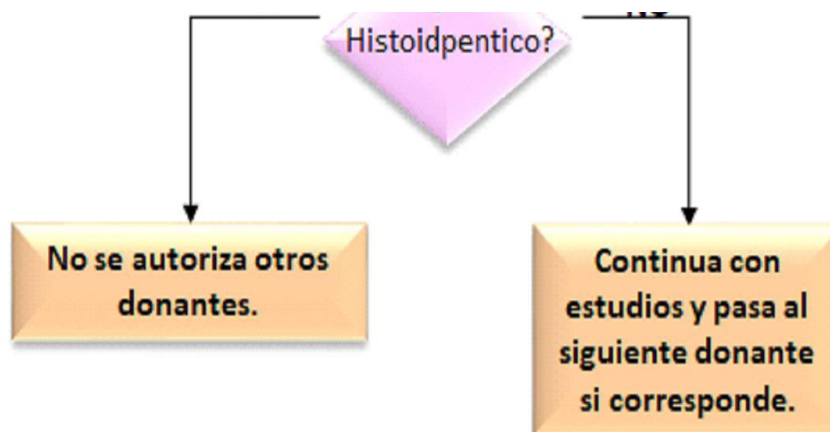 Histoidpentico?
No se autoriza otros
donantes.
Continua con
estudios y pasa al
siguiente donante
si corresponde.